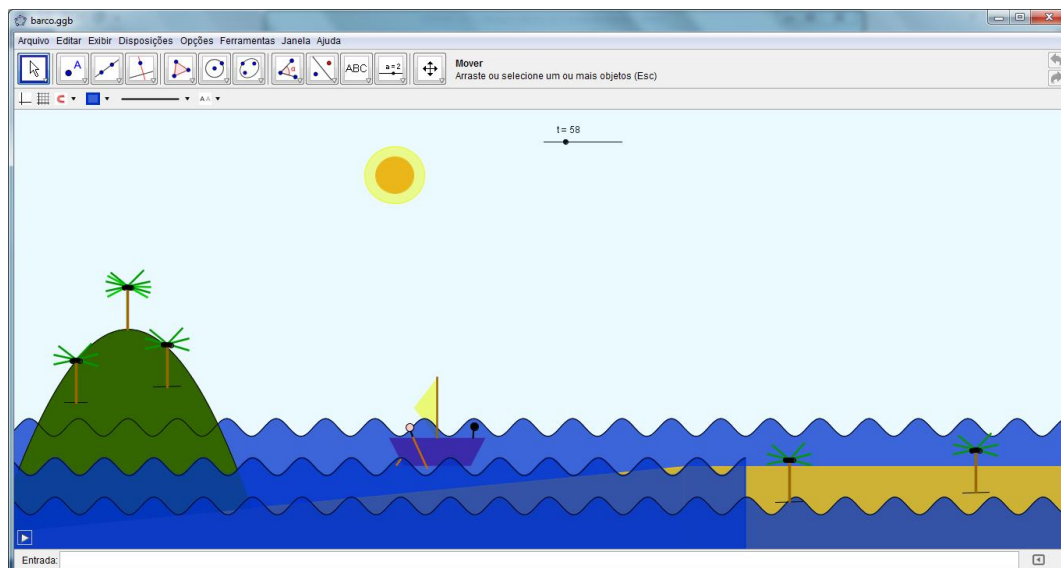 barco.ggb
Arquivo Editar Exibir Disposições Opções Ferramentas Janela Ajuda
A
α
ABC
a = 2
Mover
Arraste ou selecione um ou mais objetos (Esc)
A A
t = 58
Entrada: